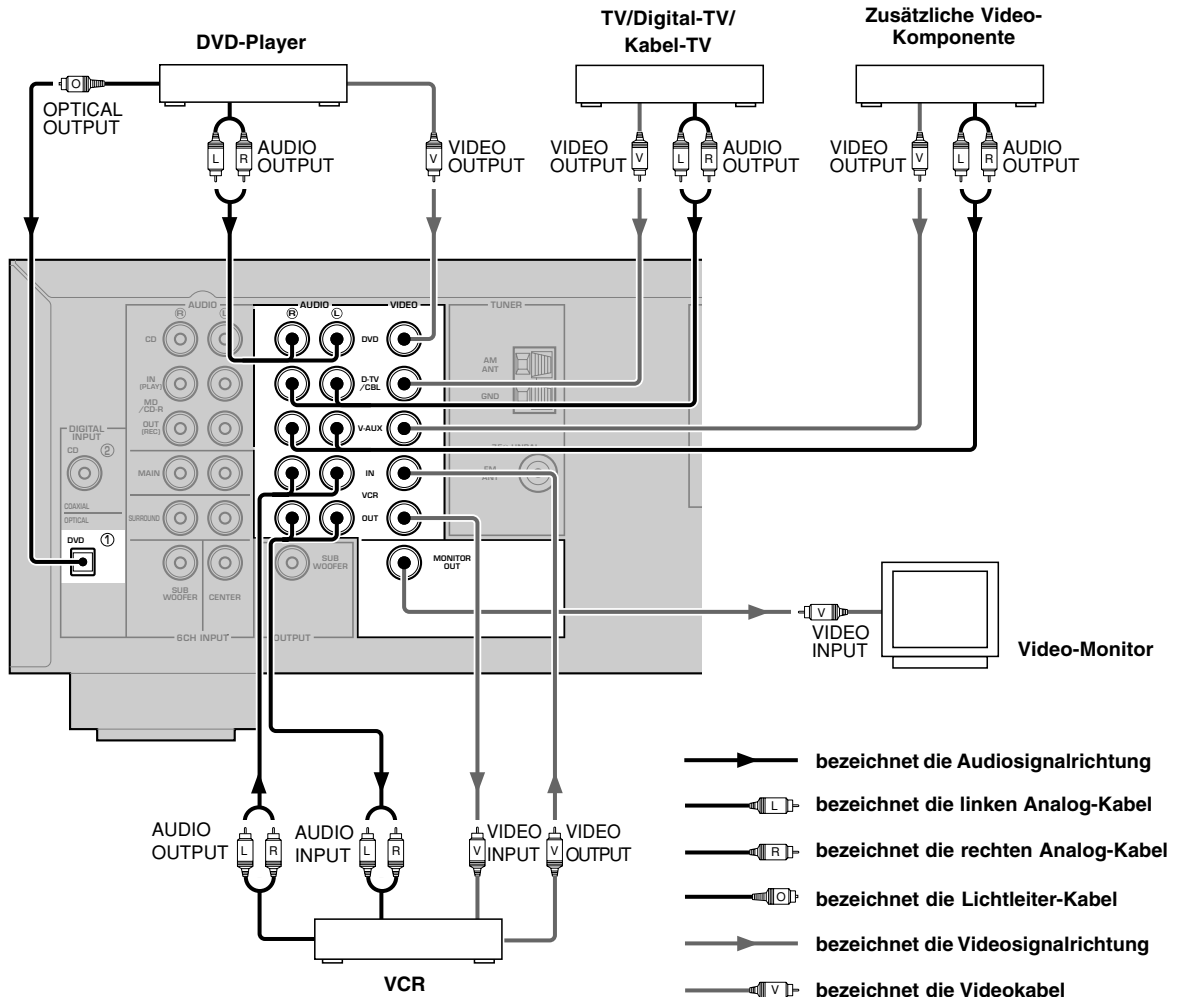 DVD-Player
TV/Digital-TV/
Kabel-TV
Zusätzliche Video-
Komponente
O
OPTICAL
OUTPUT
L R
AUDIO
OUTPUT
V
VIDEO
OUTPUT
VIDEO
OUTPUT
V
L R
AUDIO
OUTPUT
VIDEO
OUTPUT
V
L R
AUDIO
OUTPUT
AUDIO
R
CD
IN
(PLAY)
MD
/CD-R
OUT
(REC)
MAIN
SURROUND
SUB
WOOFER
CENTER
6CH INPUT
DIGITAL
INPUT
CD ②
COAXIAL
OPTICAL
DVD ①
AUDIO
VIDEO
R L
DVD
D-TV
/CBL
V-AUX
IN
VCR
OUT
SUB
WOOFER
OUTPUT
MONITOR
OUT
TUNER
AM
ANT
GND
FM
ANT
V
VIDEO
INPUT
Video-Monitor
AUDIO
OUTPUT
L R
AUDIO
INPUT
L R
VIDEO
INPUT
V
VIDEO
OUTPUT
V
VCR
bezeichnet die Audiosignalrichtung
L bezeichnet die linken Analog-Kabel
R bezeichnet die rechten Analog-Kabel
O bezeichnet die Lichtleiter-Kabel
bezeichnet die Videosignalrichtung
V bezeichnet die Videokabel